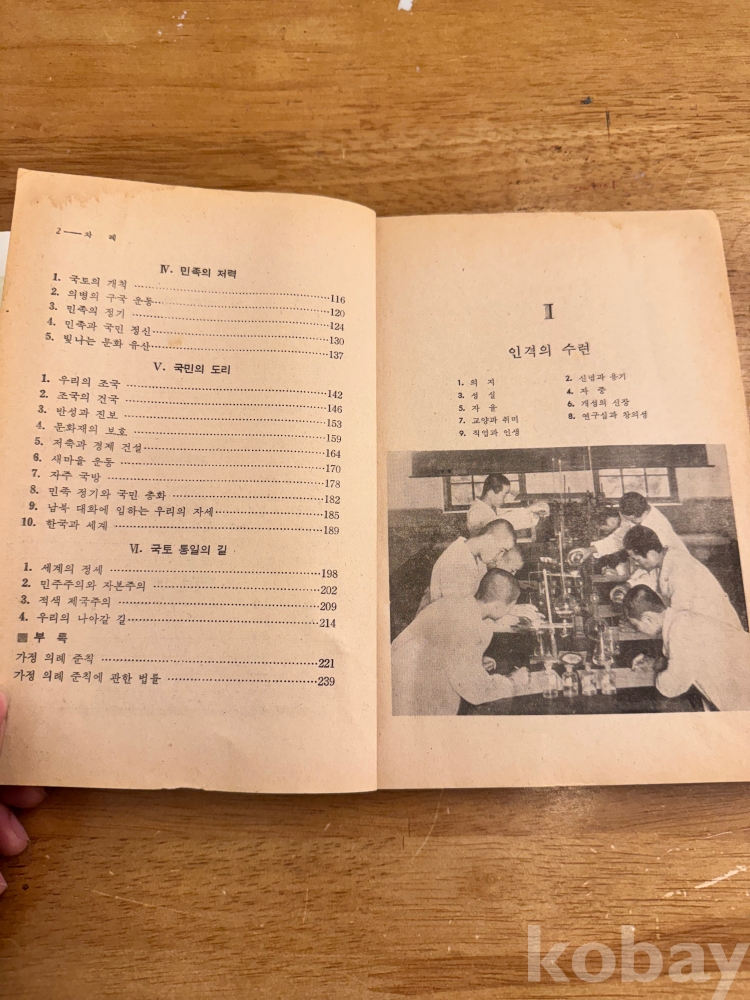 2 — 차 례
Ⅳ. 민족의 저력
1. 국토의 개척 116
2. 의병의 구국 운동 120
3. 민족의 정기 124
4. 민족과 국민 정신 130
5. 빛나는 문화 유산 137
Ⅴ. 국민의 도리
1. 우리의 조국 142
2. 조국의 건국 146
3. 반성과 진보 153
4. 문화재의 보호 159
5. 저축과 경제 건설 164
6. 새마을 운동 170
7. 자주 국방 178
8. 민족 정기와 국민 총화 182
9. 남북 대화에 임하는 우리의 자세 185
10. 한국과 세계 189
Ⅵ. 국토 통일의 길
1. 세계의 정세 198
2. 민주주의와 자본주의 202
3. 적색 제국주의 209
4. 우리의 나아갈 길 214
부 록
가정 의례 준칙 221
가정 의례 준칙에 관한 법률 239
Ⅰ
인격의 수련
1. 의 지 2. 신념과 용기
3. 성 실 4. 자 중
5. 자 율 6. 개성의 신장
7. 교양과 취미 8. 연구심과 창의성
9. 직업과 인생
kobay